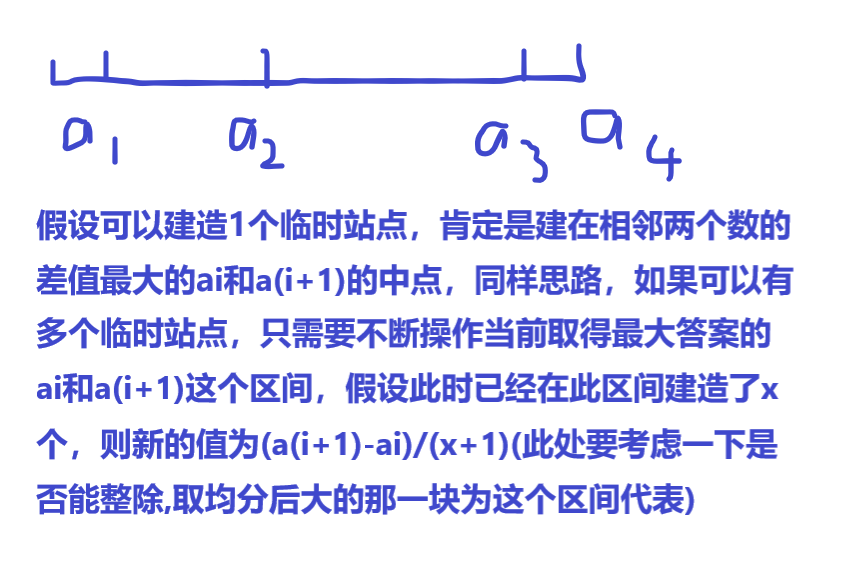 a1 a2 a3 a4
假设可以建造1个临时站点，肯定是建在相邻两个数的
差值最大的ai和a(i+1)的中点，同样思路，如果可以有
多个临时站点，只需要不断操作当前取得最大答案的
ai和a(i+1)这个区间，假设此时已经在此区间建造了x
个，则新的值为(a(i+1)-ai)/(x+1)(此处要考虑一下是
否能整除,取均分后大的那一块为这个区间代表)